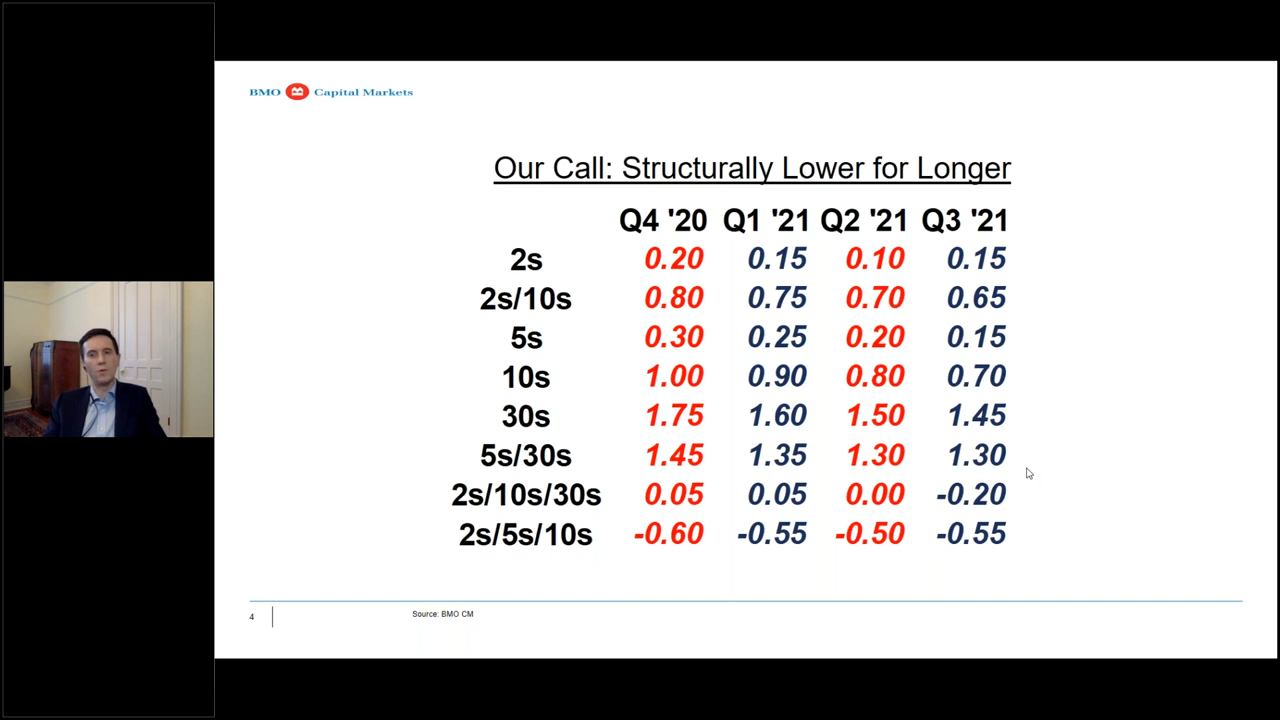 BMO Capital Markets
Our Call: Structurally Lower for Longer
Q4 '20 Q1 '21 Q2 '21 Q3 '21
2s 0.20 0.15 0.10 0.15
2s/10s 0.80 0.75 0.70 0.65
5s 0.30 0.25 0.20 0.15
10s 1.00 0.90 0.80 0.70
30s 1.75 1.60 1.50 1.45
5s/30s 1.45 1.35 1.30 1.30
2s/10s/30s 0.05 0.05 0.00 -0.20
2s/5s/10s -0.60 -0.55 -0.50 -0.55
4 Source: BMO CM